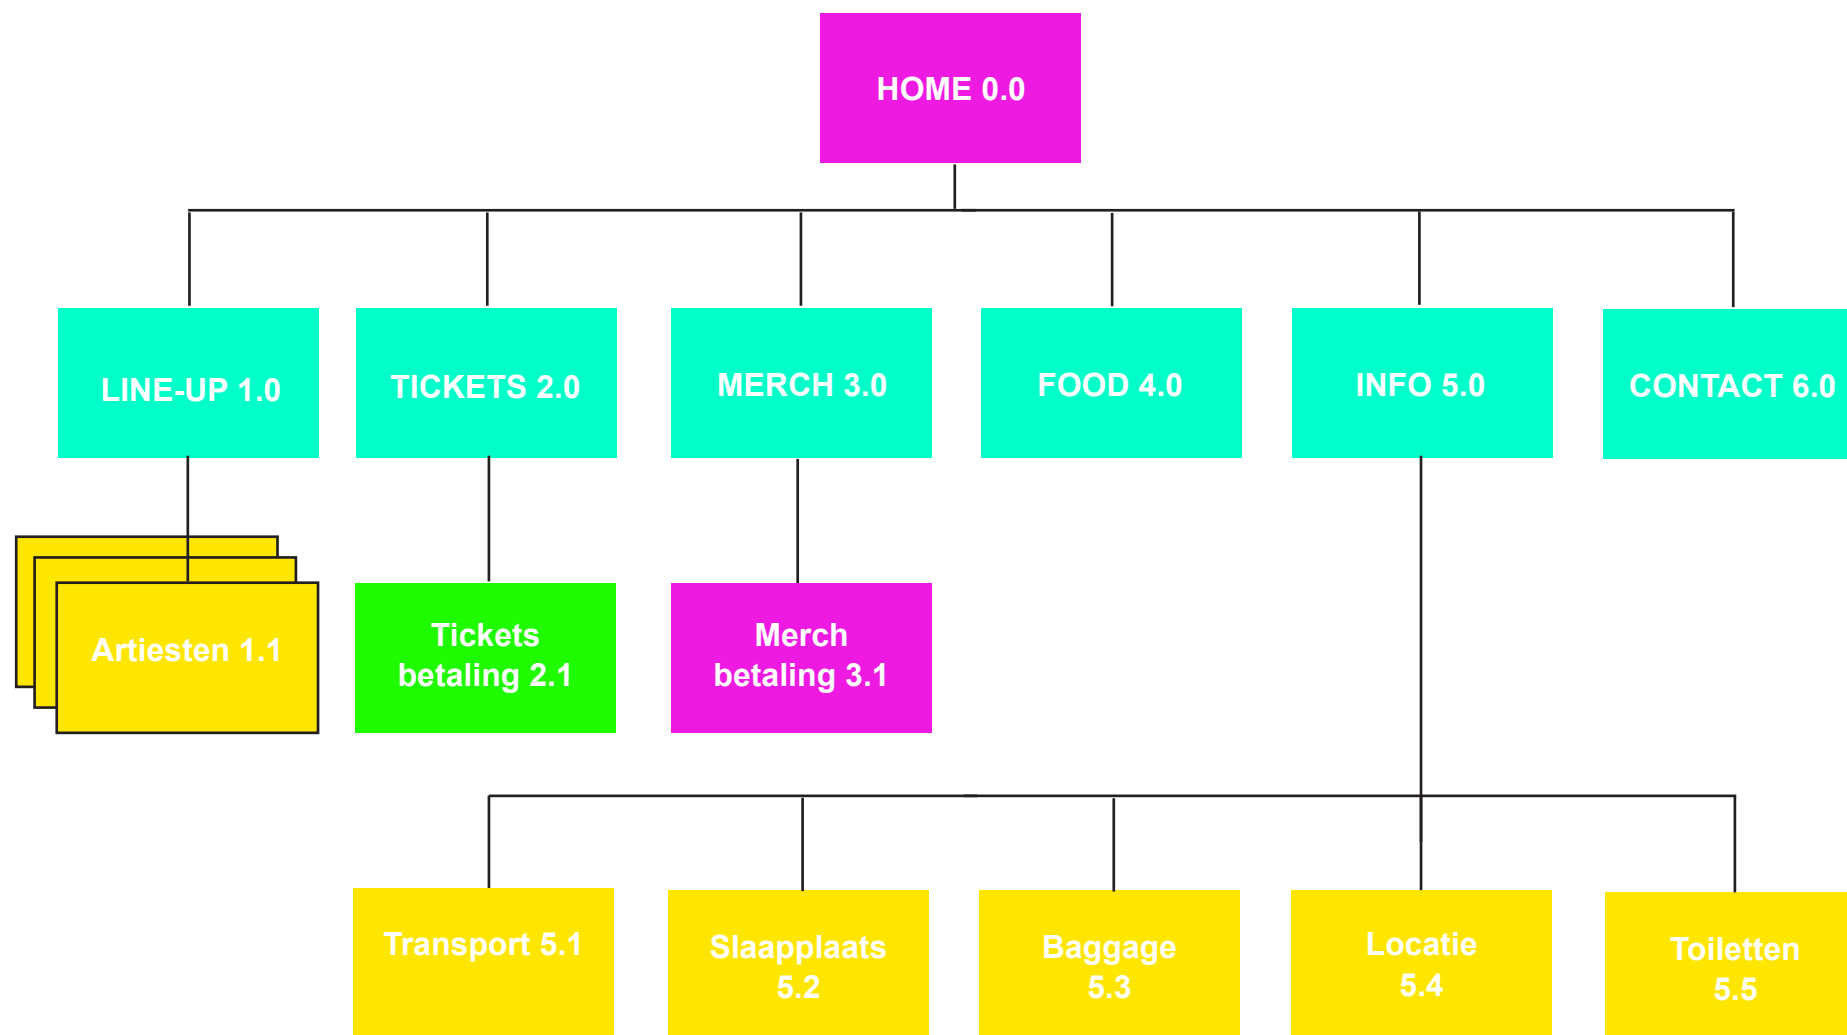 HOME 0.0
LINE-UP 1.0
TICKETS 2.0
MERCH 3.0
FOOD 4.0
INFO 5.0
CONTACT 6.0
Artiesten 1.1
Tickets
betaling 2.1
Merch
betaling 3.1
Transport 5.1
Slaapplaats
5.2
Baggage
5.3
Locatie
5.4
Toiletten
5.5